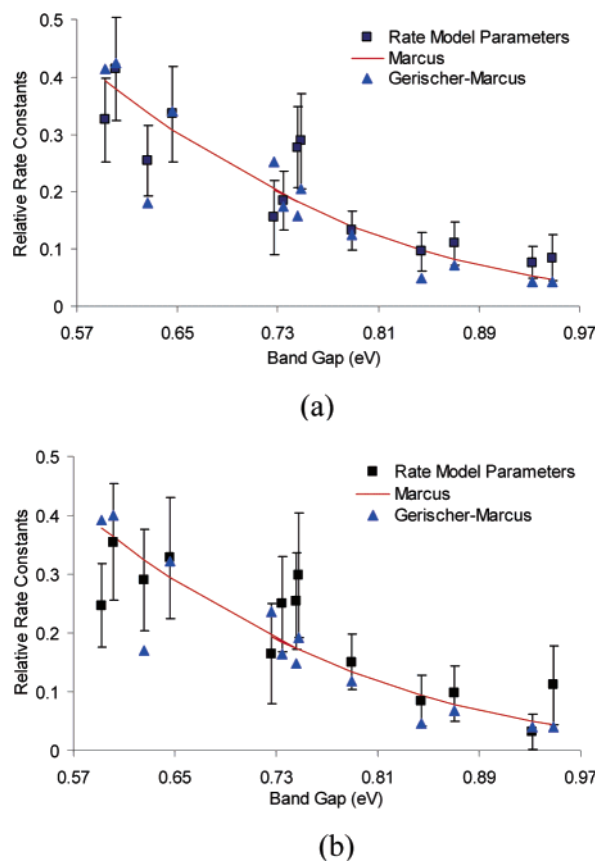 Rate Model Parameters
Marcus
Gerischer-Marcus
Relative Rate Constants
0.5
0.4
0.3
0.2
0.1
0
0.57 0.65 0.73 0.81 0.89 0.97
Band Gap (eV)
(a)
Rate Model Parameters
Marcus
Gerischer-Marcus
Relative Rate Constants
0.5
0.4
0.3
0.2
0.1
0
0.57 0.65 0.73 0.81 0.89 0.97
Band Gap (eV)
(b)